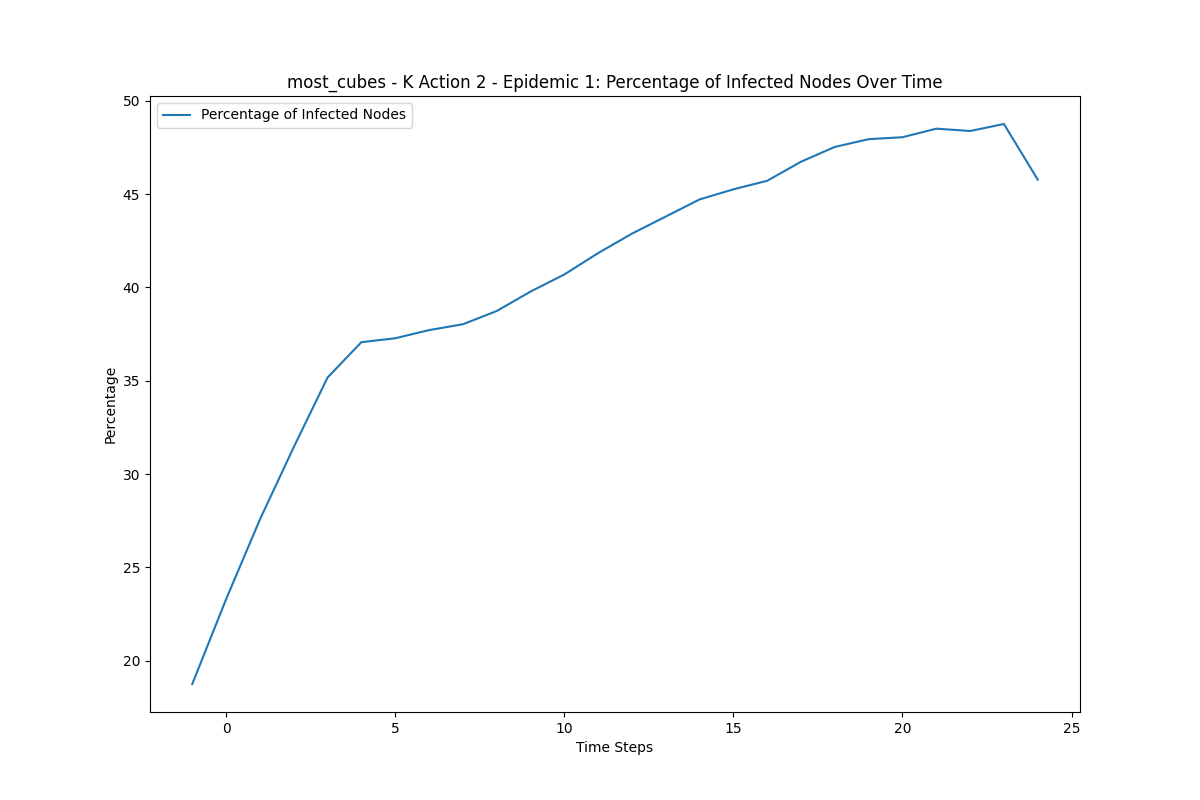 most_cubes - K Action 2 - Epidemic 1: Percentage of Infected Nodes Over Time
Percentage of Infected Nodes
50
45
40
35
30
25
20
Percentage
0 5 10 15 20 25
Time Steps